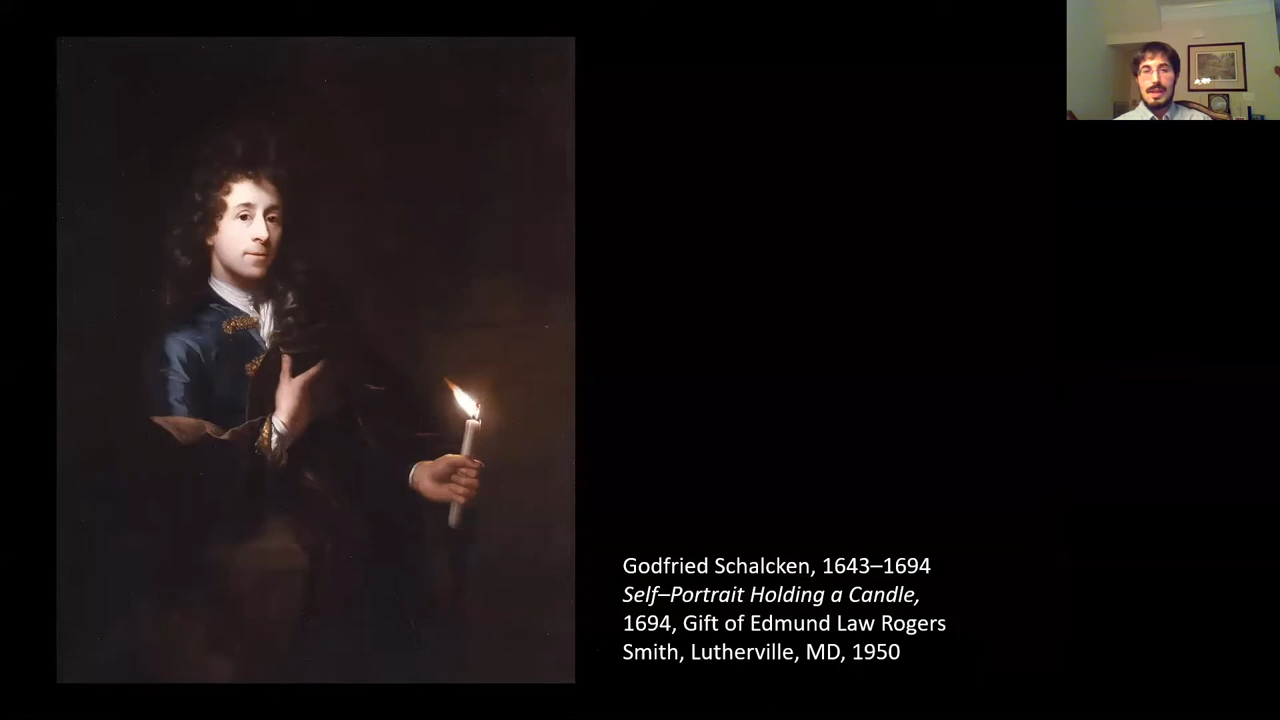 Godfried Schalcken, 1643–1694
Self–Portrait Holding a Candle,
1694, Gift of Edmund Law Rogers
Smith, Lutherville, MD, 1950